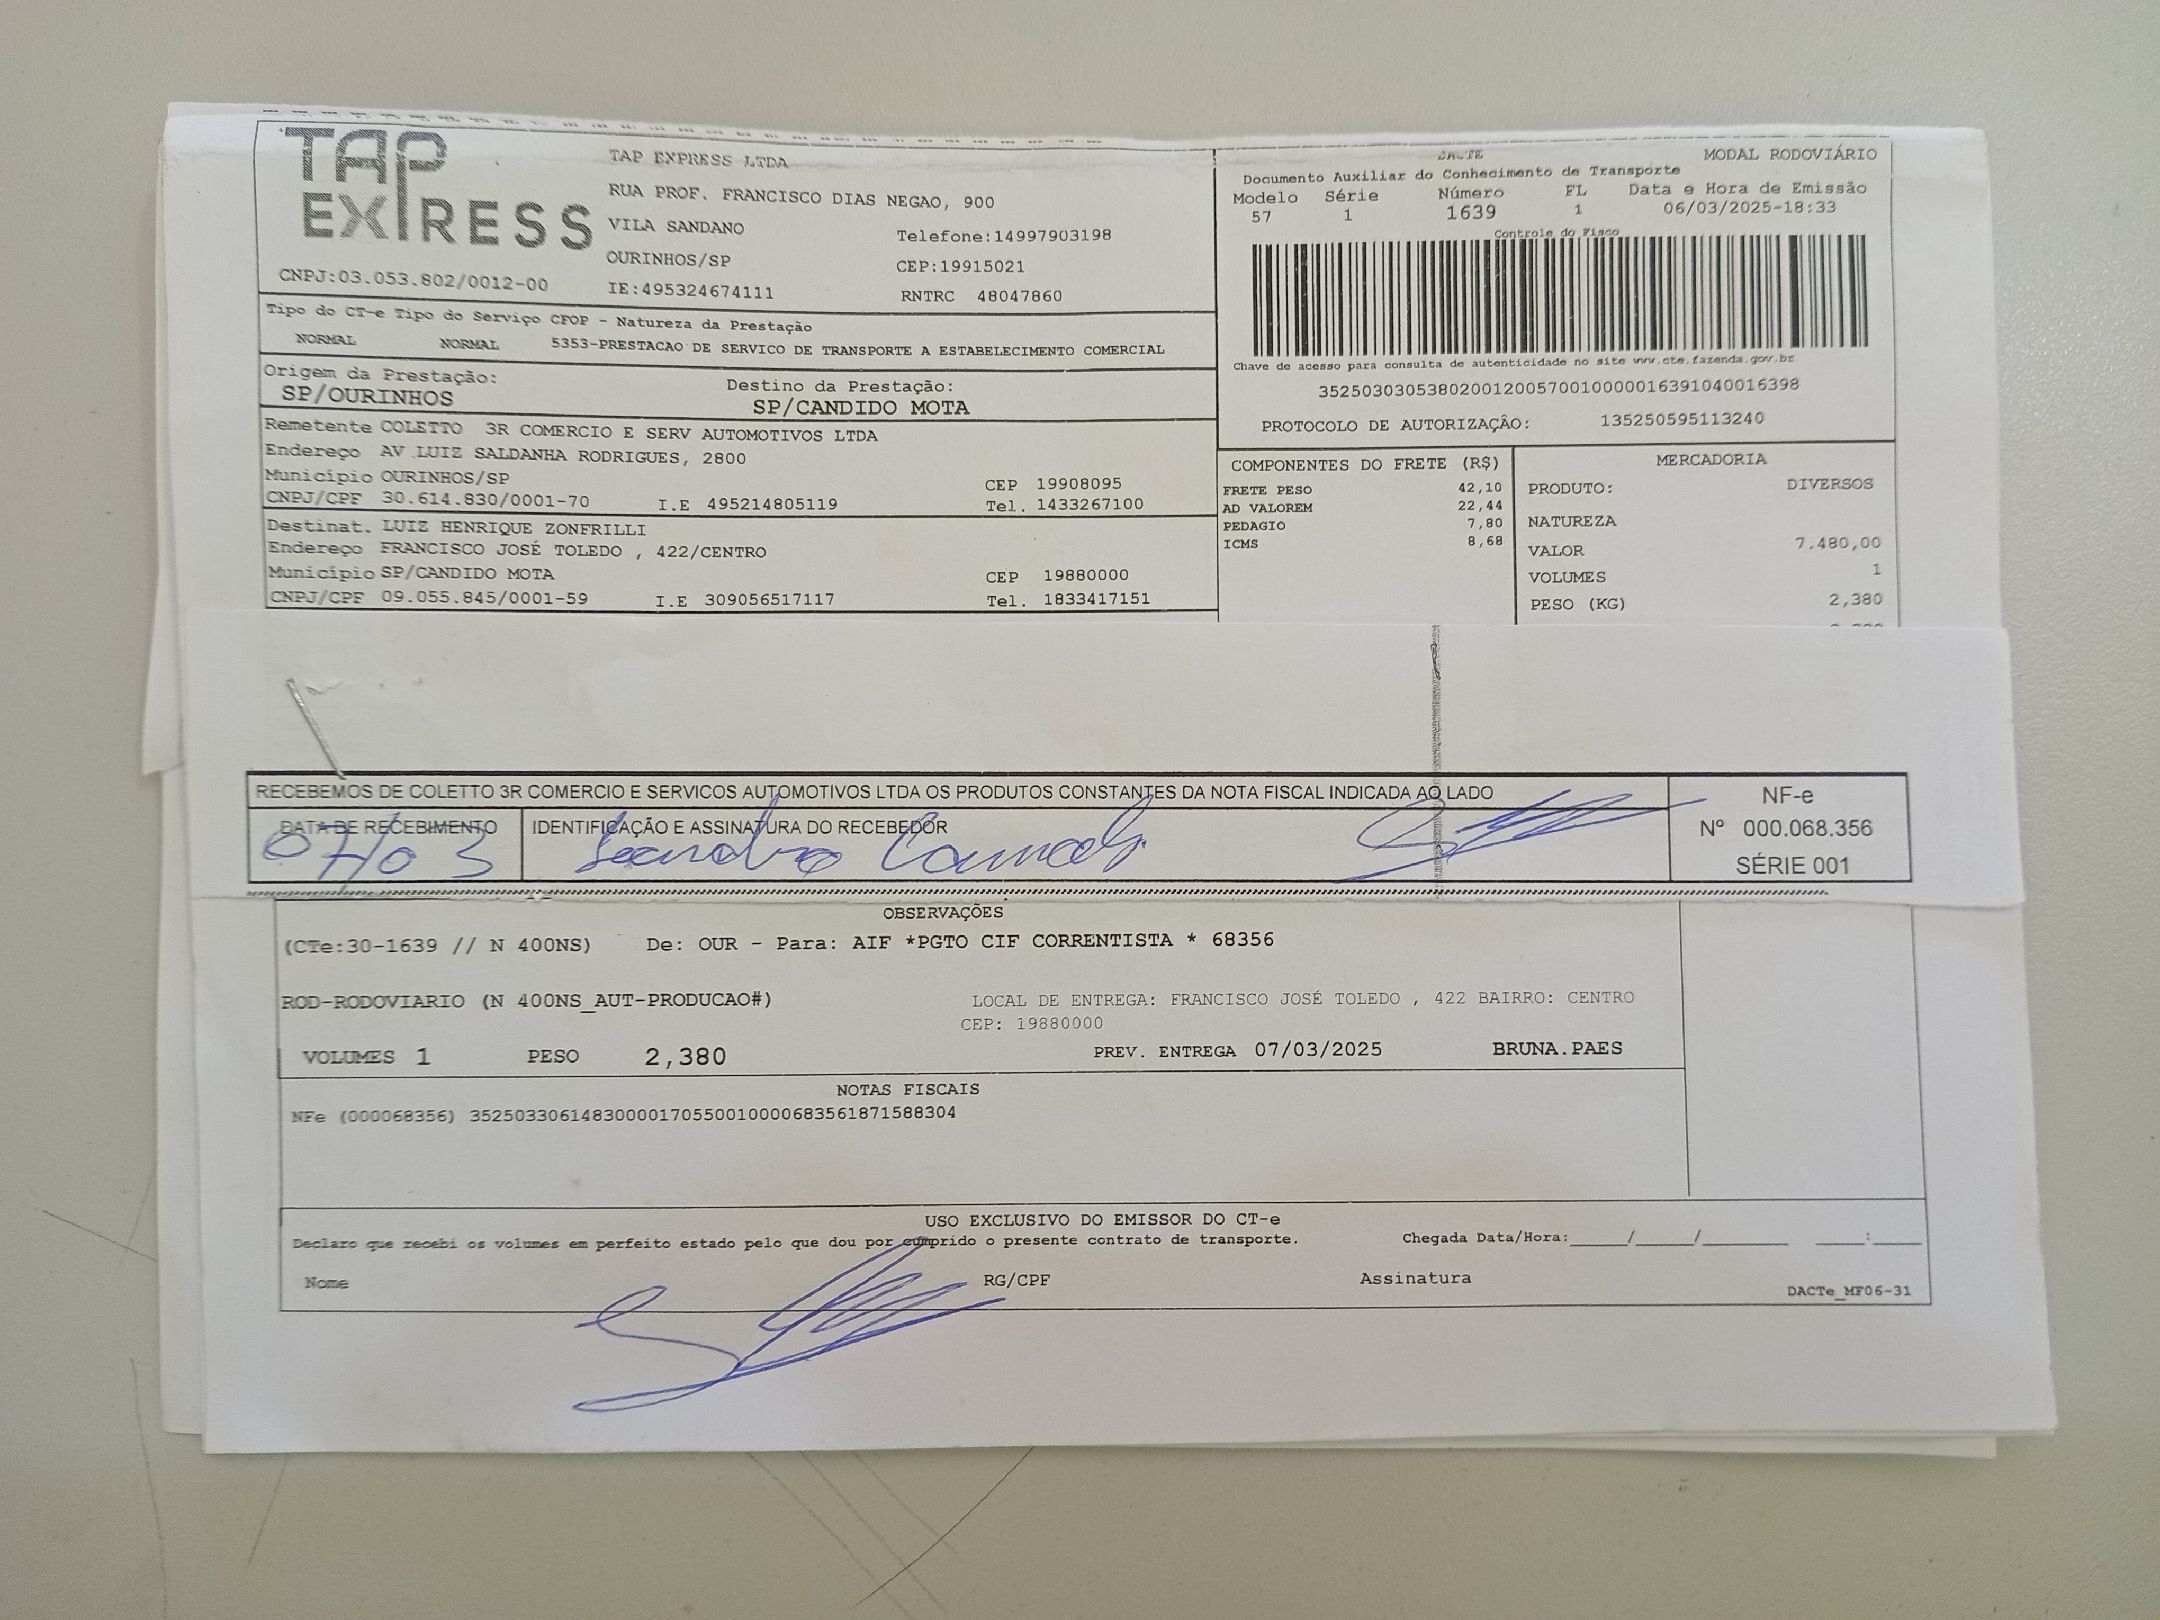 TAP EXPRESS
CNPJ:03.053.802/0012-00
TAP EXPRESS LTDA
RUA PROF. FRANCISCO DIAS NEGAO, 900
VILA SANDANO
Telefone:14997903198
OURINHOS/SP
CEP:19915021
IE:495324674111
RNTRC 48047860
DACTE
MODAL RODOVIÁRIO
Documento Auxiliar do Conhecimento de Transporte
Modelo Série Número FL Data e Hora de Emissão
57 1 1639 1 06/03/2025-18:33
Controle do Fisco
Chave de acesso para consulta de autenticidade no site www.cte.fazenda.gov.br
35250303053802001200570010000016391040016398
PROTOCOLO DE AUTORIZAÇÃO: 135250595113240
Tipo do CT-e Tipo do Serviço CFOP - Natureza da Prestação
NORMAL NORMAL 5353-PRESTACAO DE SERVICO DE TRANSPORTE A ESTABELECIMENTO COMERCIAL
Origem da Prestação: Destino da Prestação:
SP/OURINHOS SP/CANDIDO MOTA
Remetente COLETTO 3R COMERCIO E SERV AUTOMOTIVOS LTDA
Endereço AV LUIZ SALDANHA RODRIGUES, 2800
Município OURINHOS/SP CEP 19908095
CNPJ/CPF 30.614.830/0001-70 I.E 495214805119 Tel. 1433267100
Destinat. LUIZ HENRIQUE ZONFRILLI
Endereço FRANCISCO JOSÉ TOLEDO , 422/CENTRO
Município SP/CANDIDO MOTA CEP 19880000
CNPJ/CPF 09.055.845/0001-59 I.E 309056517117 Tel. 1833417151
COMPONENTES DO FRETE (R$)
FRETE PESO 42,10
AD VALOREM 22,44
PEDAGIO 7,80
ICMS 8,68
MERCADORIA
PRODUTO: DIVERSOS
NATUREZA
VALOR 7.480,00
VOLUMES 1
PESO (KG) 2,380
RECEBEMOS DE COLETTO 3R COMERCIO E SERVICOS AUTOMOTIVOS LTDA OS PRODUTOS CONSTANTES DA NOTA FISCAL INDICADA AO LADO
DATA DE RECEBIMENTO
07/03
IDENTIFICAÇÃO E ASSINATURA DO RECEBEDOR
NF-e
Nº 000.068.356
SÉRIE 001
OBSERVAÇÕES
(CTe:30-1639 // N 400NS) De: OUR - Para: AIF *PGTO CIF CORRENTISTA * 68356
ROD-RODOVIARIO (N 400NS_AUT-PRODUCAO#) LOCAL DE ENTREGA: FRANCISCO JOSÉ TOLEDO , 422 BAIRRO: CENTRO
CEP: 19880000
VOLUMES 1 PESO 2,380 PREV. ENTREGA 07/03/2025 BRUNA.PAES
NOTAS FISCAIS
NFe (000068356) 35250330614830000170550010000683561871588304
USO EXCLUSIVO DO EMISSOR DO CT-e
Declaro que recebi os volumes em perfeito estado pelo que dou por cumprido o presente contrato de transporte. Chegada Data/Hora:_____/_____/________ ____:____
Nome RG/CPF Assinatura
DACTe_MF06-31